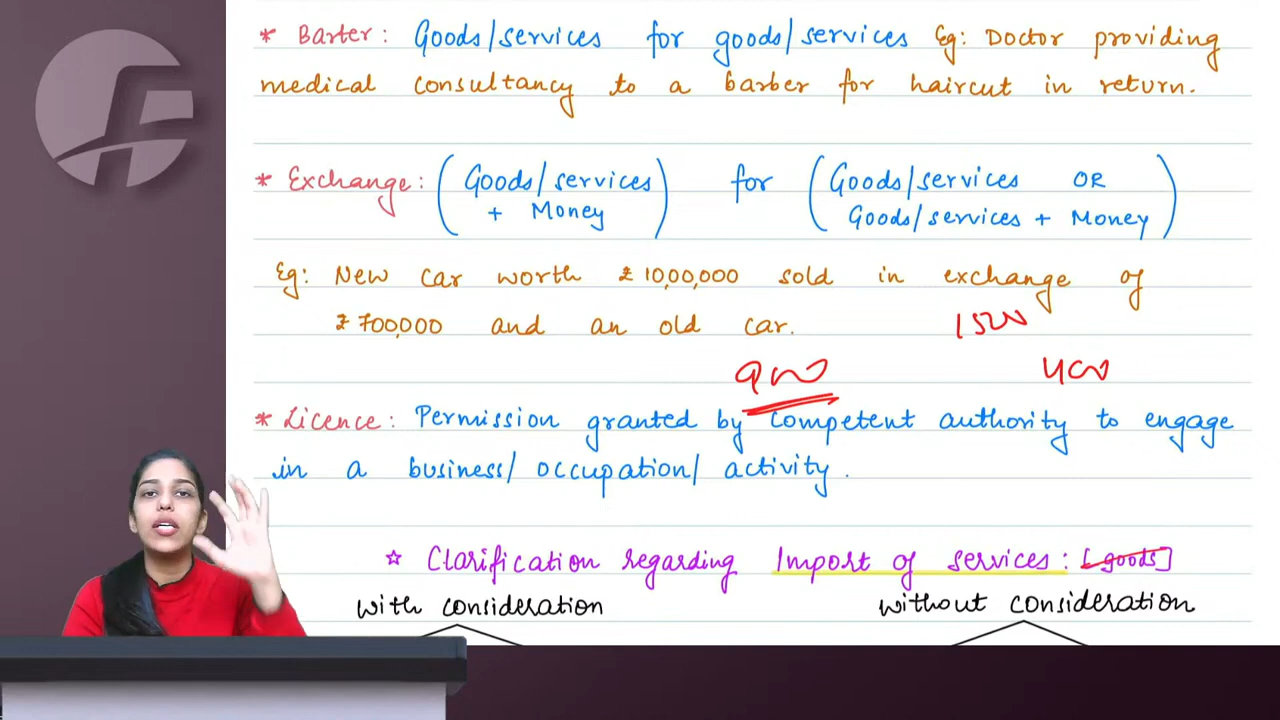 * Barter: Goods/services for goods/services Eg: Doctor providing
medical consultancy to a barber for haircut in return.
* Exchange: (Goods/services + Money) for (Goods/services OR Goods/services + Money)
Eg: New car worth ₹10,00,000 sold in exchange of
₹700,000 and an old car.
* Licence: Permission granted by competent authority to engage
in a business/ occupation/ activity.
☆ Clarification regarding Import of services: [goods]
with consideration
without consideration